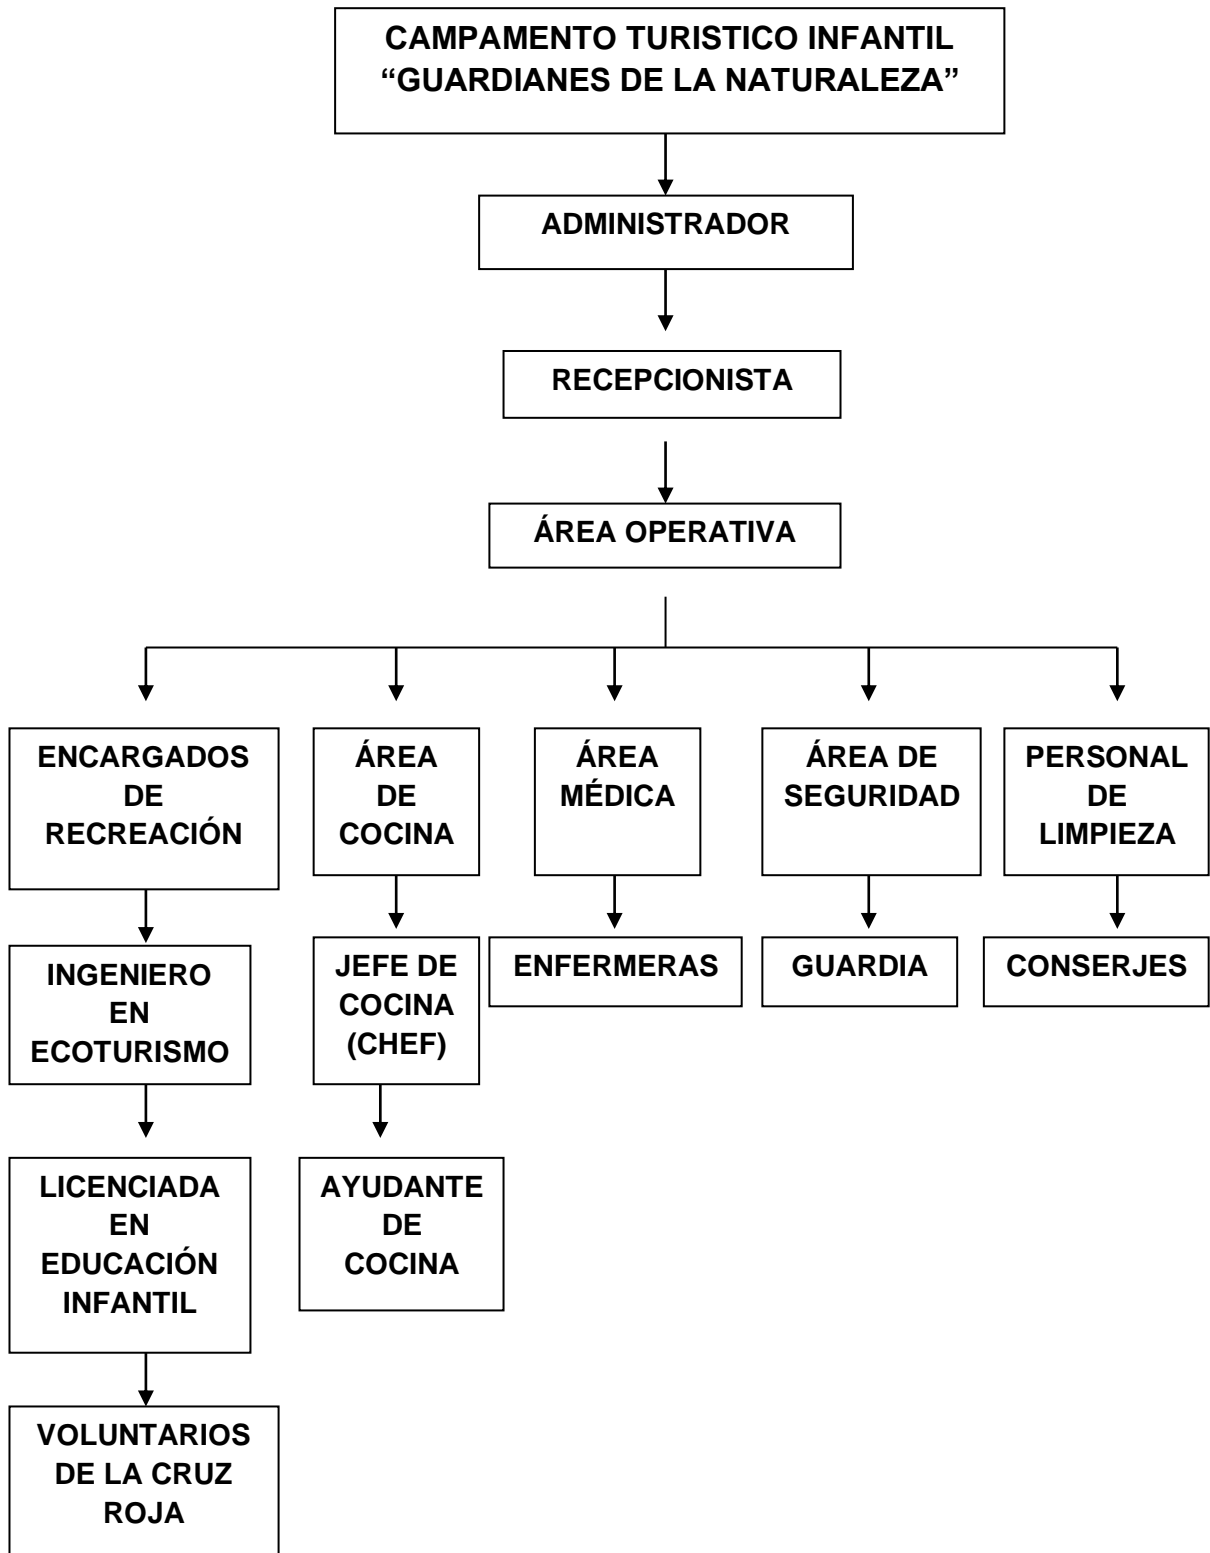 CAMPAMENTO TURISTICO INFANTIL
“GUARDIANES DE LA NATURALEZA”
ADMINISTRADOR
RECEPCIONISTA
ÁREA OPERATIVA
ENCARGADOS
DE
RECREACIÓN
ÁREA
DE
COCINA
ÁREA
MÉDICA
ÁREA DE
SEGURIDAD
PERSONAL
DE
LIMPIEZA
INGENIERO
EN
ECOTURISMO
JEFE DE
COCINA
(CHEF)
ENFERMERAS
GUARDIA
CONSERJES
LICENCIADA
EN
EDUCACIÓN
INFANTIL
AYUDANTE
DE
COCINA
VOLUNTARIOS
DE LA CRUZ
ROJA